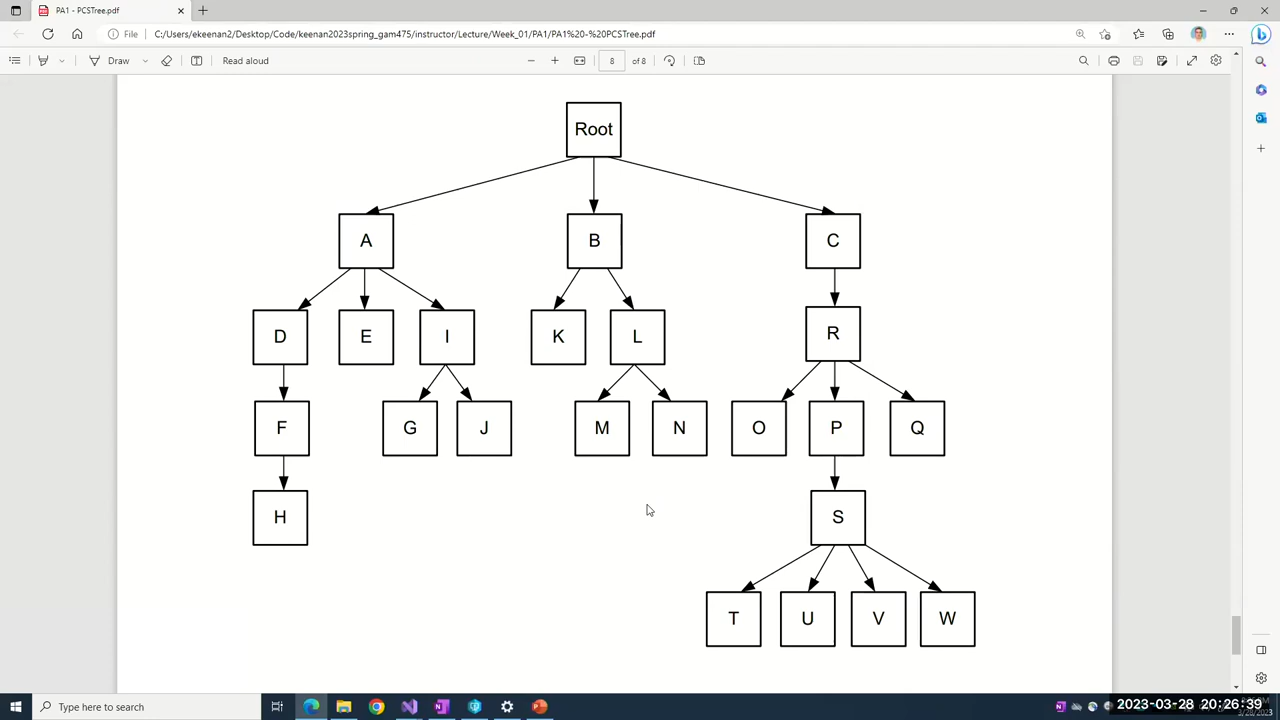 PA1 - PCSTree.pdf
File
C:/Users/ekeenan2/Desktop/Code/keenan2023spring_gam475/instructor/Lecture/Week_01/PA1/PA1%20-%20PCSTree.pdf
Draw
Read aloud
8 of 8
Root
A B C
D E I K L R
F G J M N O P Q
H S
T U V W
Type here to search
2023-03-28 20:26:39